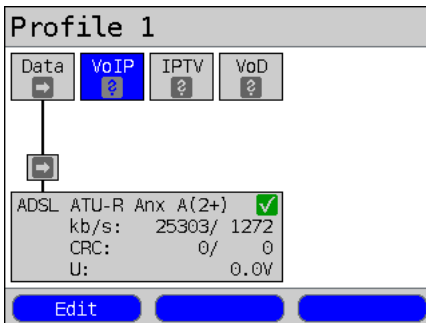 Profile 1
Data VoIP IPTV VoD
? ? ?
ADSL ATU-R Anx A(2+)
kb/s: 25303/ 1272
CRC: 0/ 0
U: 0.0V
Edit